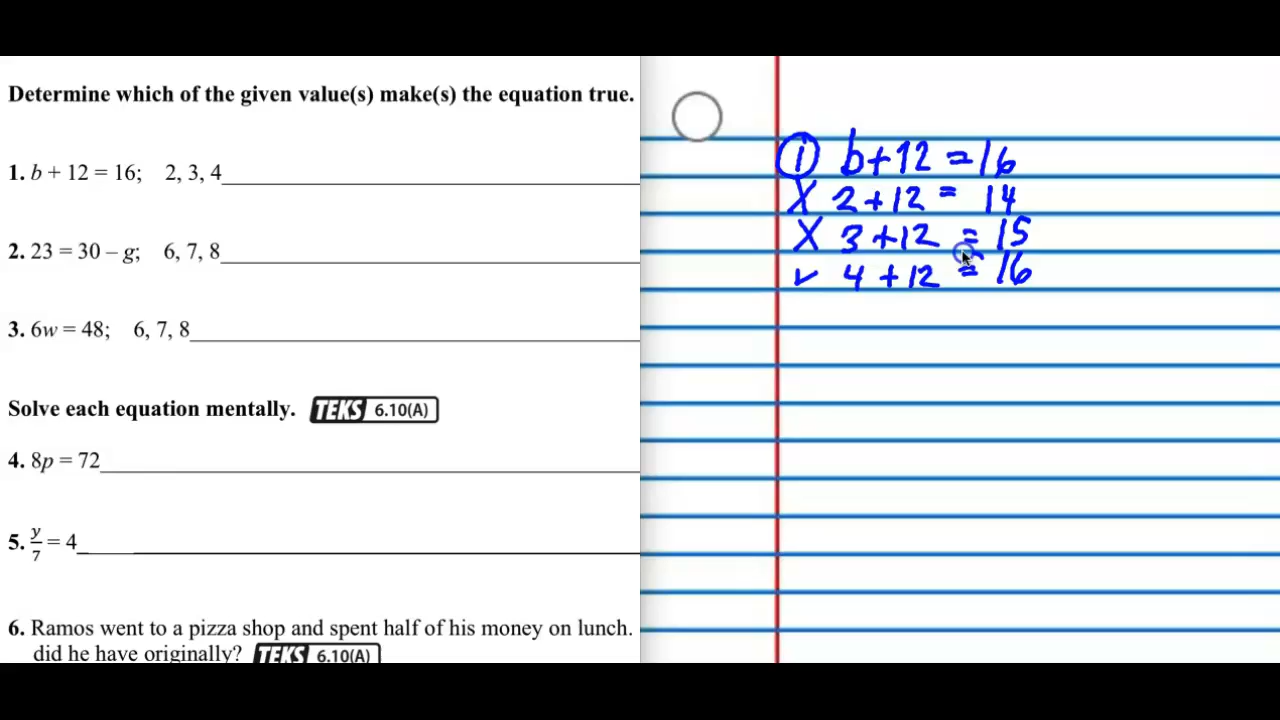 Determine which of the given value(s) make(s) the equation true.
1. b + 12 = 16; 2, 3, 4
2. 23 = 30 – g; 6, 7, 8
3. 6w = 48; 6, 7, 8
Solve each equation mentally. TEKS 6.10(A)
4. 8p = 72
5. y/7 = 4
6. Ramos went to a pizza shop and spent half of his money on lunch.
did he have originally? TEKS 6.10(A)
① b+12 = 16
X 2+12 = 14
X 3+12 = 15
✓ 4+12 = 16